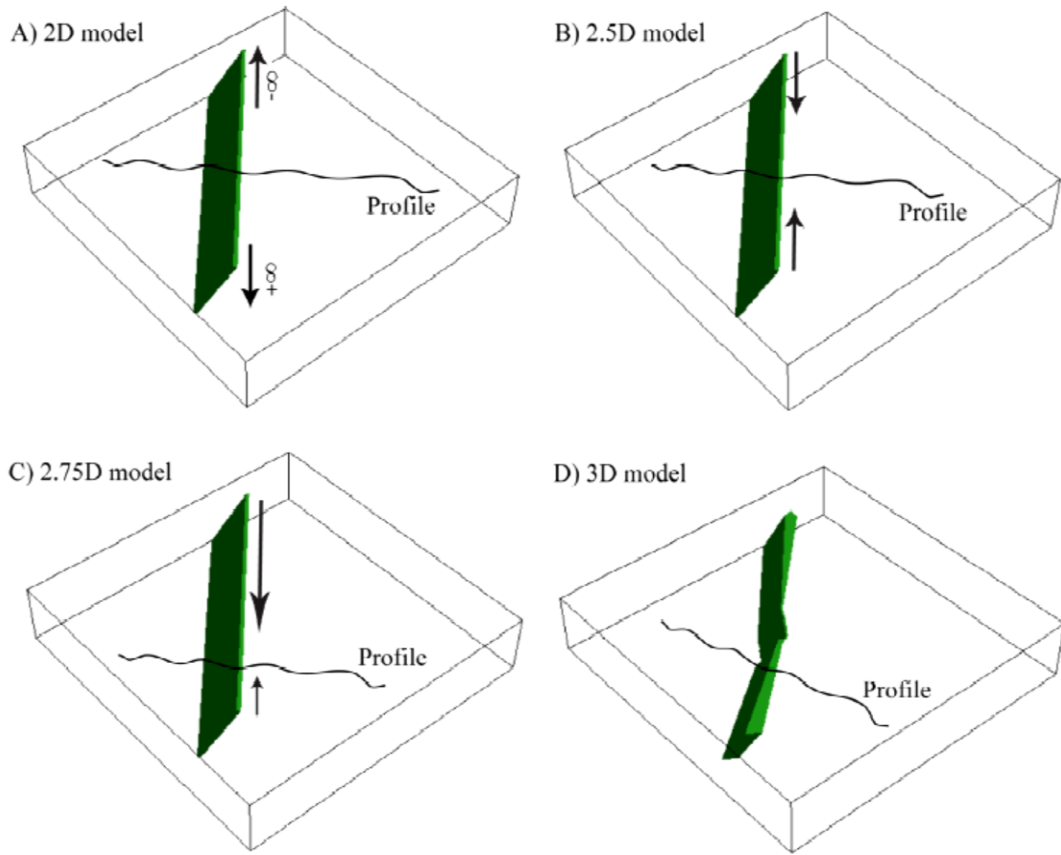 A) 2D model
∞-
Profile
∞+
B) 2.5D model
Profile
C) 2.75D model
Profile
D) 3D model
Profile